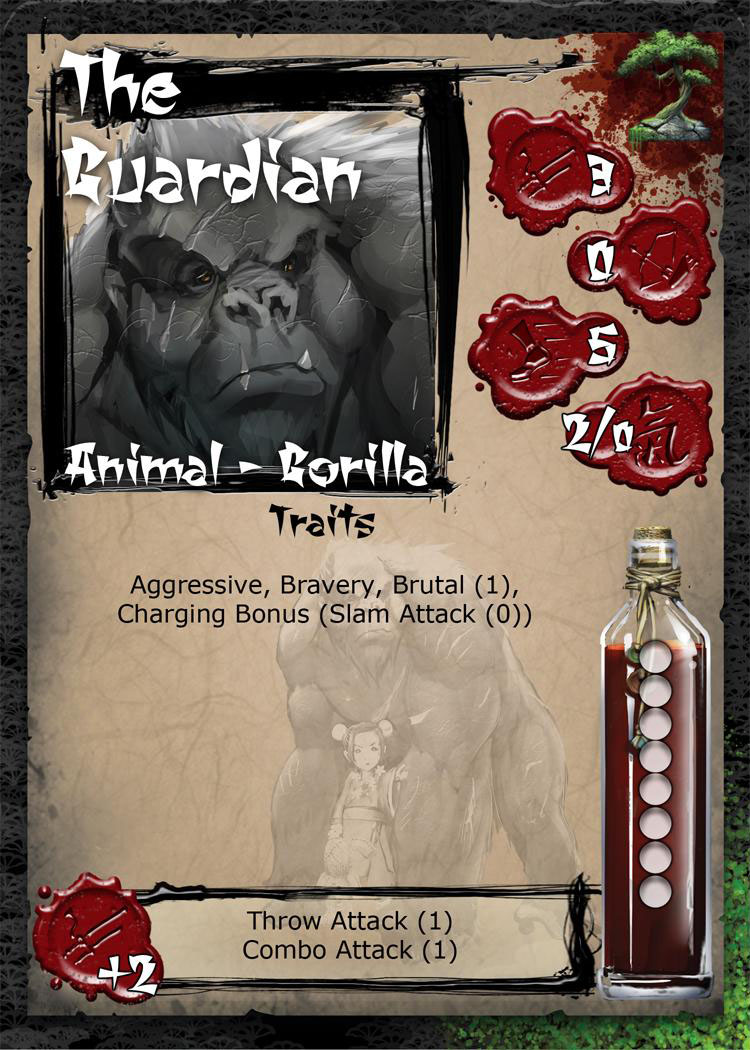 The
Guardian
3
0
5
2/0
氣
Animal - Gorilla
Traits
Aggressive, Bravery, Brutal (1),
Charging Bonus (Slam Attack (0))
Throw Attack (1)
Combo Attack (1)
+2